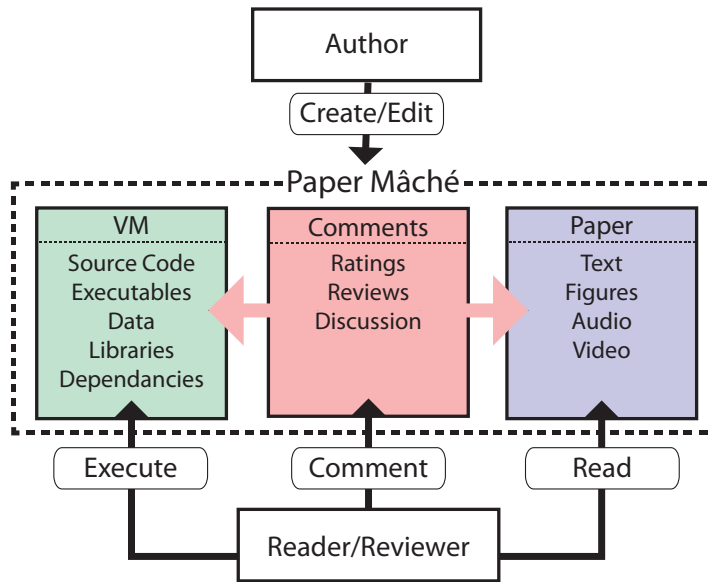 Author
Create/Edit
Paper Mâché
VM
Source Code
Executables
Data
Libraries
Dependancies
Comments
Ratings
Reviews
Discussion
Paper
Text
Figures
Audio
Video
Execute
Comment
Read
Reader/Reviewer